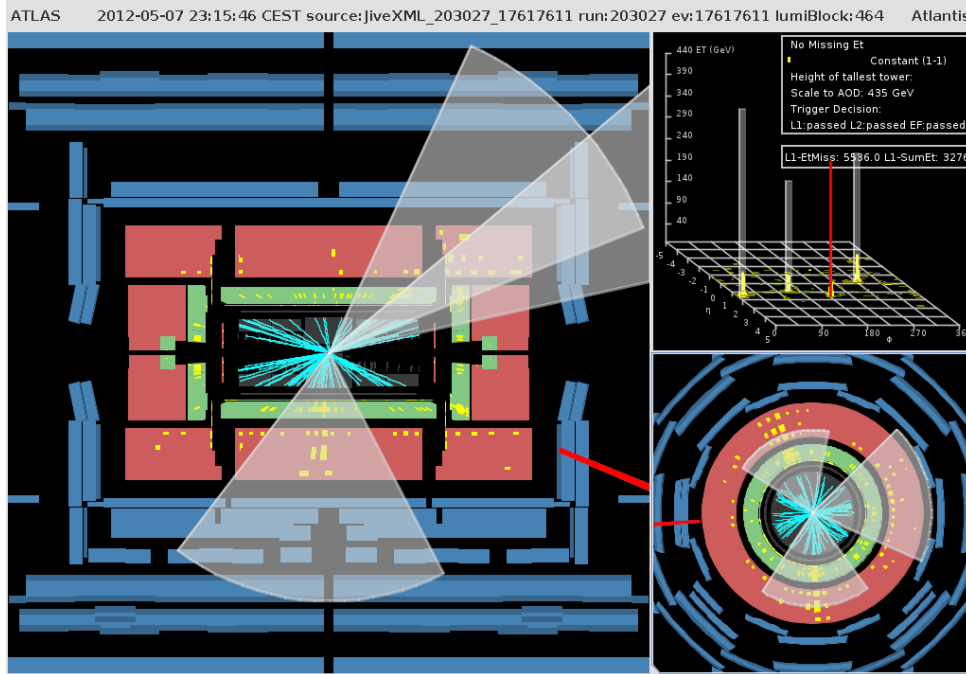 ATLAS 2012-05-07 23:15:46 CEST source:JiveXML_203027_17617611 run:203027 ev:17617611 lumiBlock:464 Atlantis
440 ET (GeV)
390
340
290
240
190
140
90
40
No Missing Et
Constant (1-1)
Height of tallest tower:
Scale to AOD: 435 GeV
Trigger Decision:
L1:passed L2:passed EF:passed
L1-EtMiss: 5536.0 L1-SumEt: 3276
-5
-4
-3
-2
-1
0
1
2
3
4
5
η
0
90
180
270
36
Φ